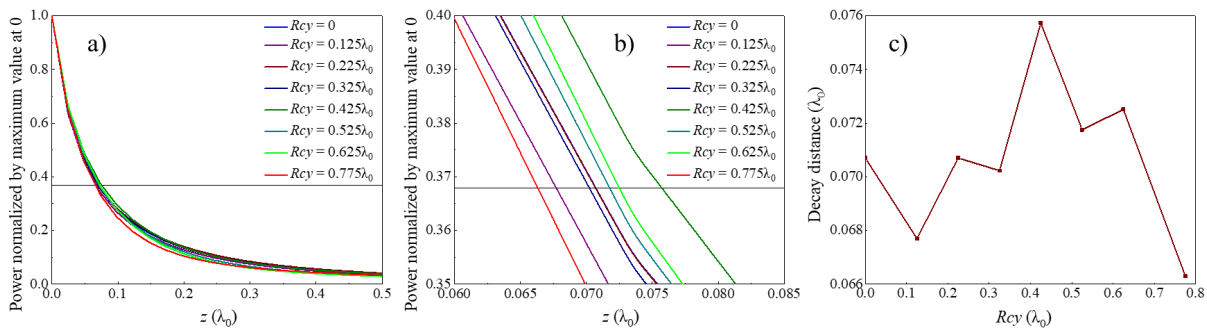 a)
Power normalized by maximum value at 0
1.0
0.8
0.6
0.4
0.2
0.0
0.0 0.1 0.2 0.3 0.4 0.5
z (λ₀)
Rcy = 0
Rcy = 0.125λ₀
Rcy = 0.225λ₀
Rcy = 0.325λ₀
Rcy = 0.425λ₀
Rcy = 0.525λ₀
Rcy = 0.625λ₀
Rcy = 0.775λ₀
b)
Power normalized by maximum value at 0
0.40
0.39
0.38
0.37
0.36
0.35
0.060 0.065 0.070 0.075 0.080 0.085
z (λ₀)
Rcy = 0
Rcy = 0.125λ₀
Rcy = 0.225λ₀
Rcy = 0.325λ₀
Rcy = 0.425λ₀
Rcy = 0.525λ₀
Rcy = 0.625λ₀
Rcy = 0.775λ₀
c)
Decay distance (λ₀)
0.076
0.074
0.072
0.070
0.068
0.066
0.0 0.1 0.2 0.3 0.4 0.5 0.6 0.7 0.8
Rcy (λ₀)